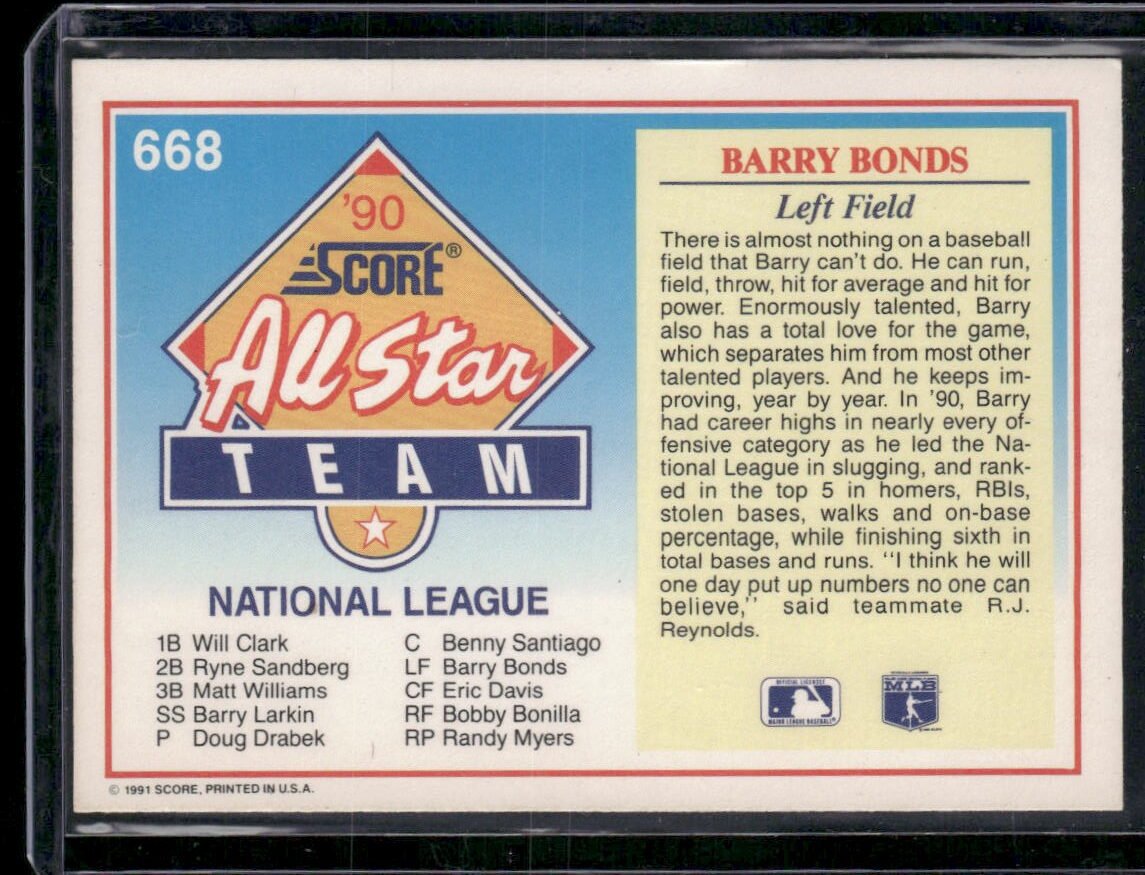 668
'90
SCORE®
All Star
TEAM
NATIONAL LEAGUE
1B Will Clark
2B Ryne Sandberg
3B Matt Williams
SS Barry Larkin
P Doug Drabek
C Benny Santiago
LF Barry Bonds
CF Eric Davis
RF Bobby Bonilla
RP Randy Myers
BARRY BONDS
Left Field
There is almost nothing on a baseball
field that Barry can't do. He can run,
field, throw, hit for average and hit for
power. Enormously talented, Barry
also has a total love for the game,
which separates him from most other
talented players. And he keeps im-
proving, year by year. In '90, Barry
had career highs in nearly every of-
fensive category as he led the Na-
tional League in slugging, and rank-
ed in the top 5 in homers, RBIs,
stolen bases, walks and on-base
percentage, while finishing sixth in
total bases and runs. ‘‘I think he will
one day put up numbers no one can
believe,’’ said teammate R.J.
Reynolds.
OFFICIAL LICENSEE
MAJOR LEAGUE BASEBALL®
MLB
© 1991 SCORE, PRINTED IN U.S.A.